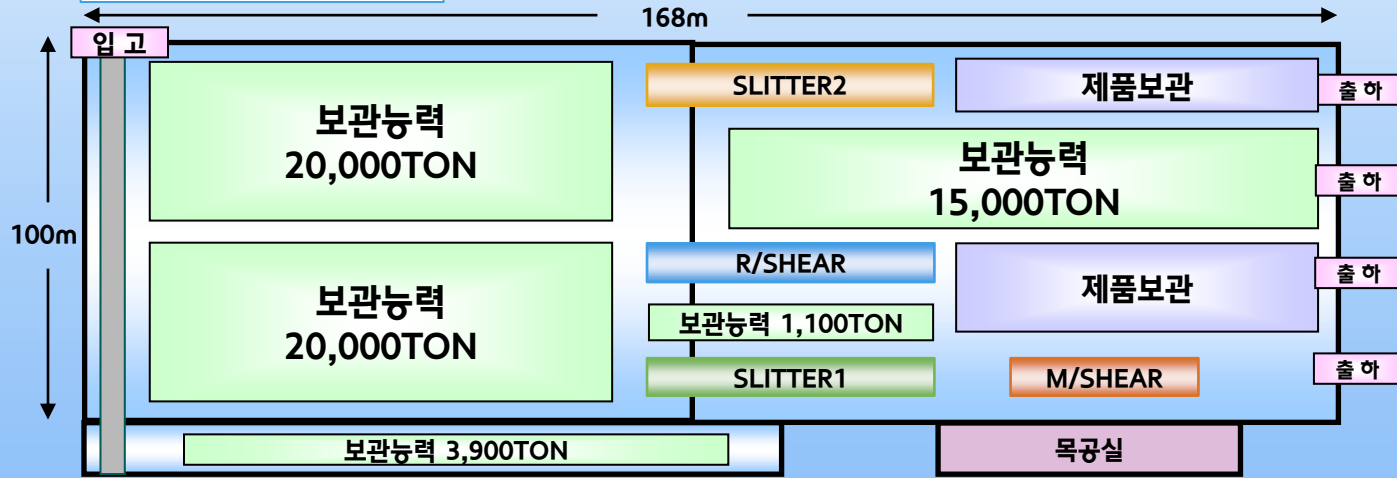 168m
입 고
100m
보관능력
20,000TON
보관능력
20,000TON
SLITTER2
제품보관
출 하
보관능력
15,000TON
출 하
R/SHEAR
제품보관
출 하
보관능력 1,100TON
SLITTER1
M/SHEAR
출 하
보관능력 3,900TON
목공실